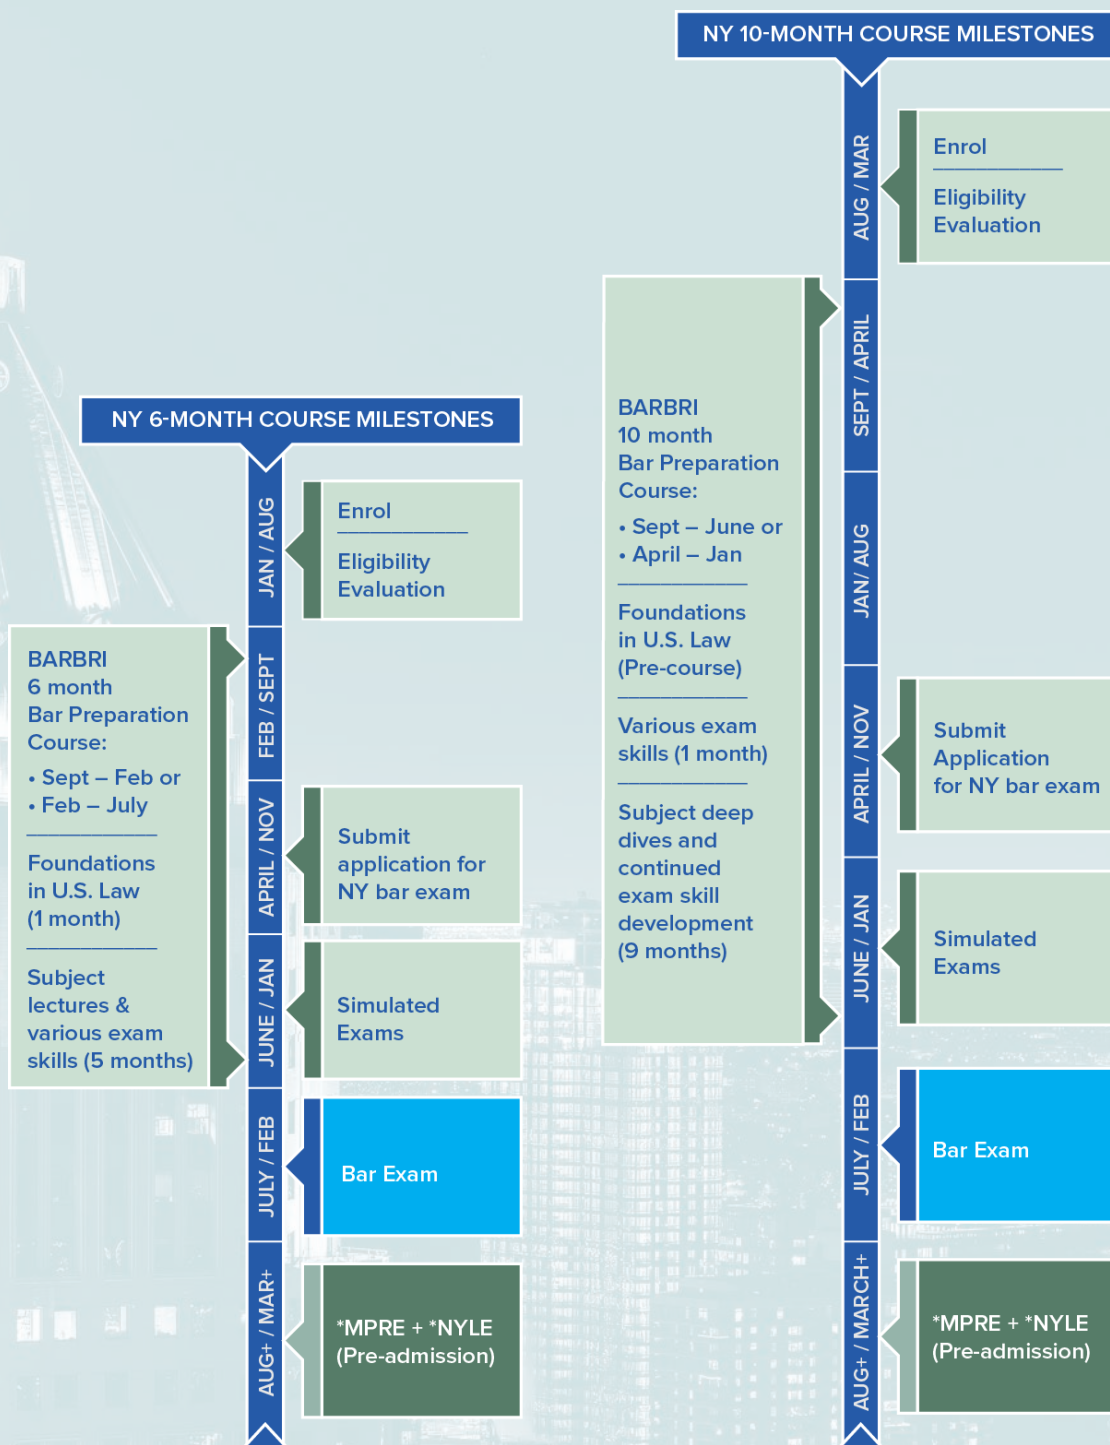 NY 10-MONTH COURSE MILESTONES
AUG / MAR
Enrol
Eligibility
Evaluation
SEPT / APRIL
BARBRI
10 month
Bar Preparation
Course:
• Sept – June or
• April – Jan
Foundations
in U.S. Law
(Pre-course)
Various exam
skills (1 month)
Subject deep
dives and
continued
exam skill
development
(9 months)
JAN/ AUG
APRIL / NOV
Submit
Application
for NY bar exam
JUNE / JAN
Simulated
Exams
JULY / FEB
Bar Exam
AUG+ / MARCH+
*MPRE + *NYLE
(Pre-admission)
NY 6-MONTH COURSE MILESTONES
JAN / AUG
Enrol
Eligibility
Evaluation
FEB / SEPT
BARBRI
6 month
Bar Preparation
Course:
• Sept – Feb or
• Feb – July
Foundations
in U.S. Law
(1 month)
Subject
lectures &
various exam
skills (5 months)
APRIL / NOV
Submit
application for
NY bar exam
JUNE / JAN
Simulated
Exams
JULY / FEB
Bar Exam
AUG+ / MAR+
*MPRE + *NYLE
(Pre-admission)